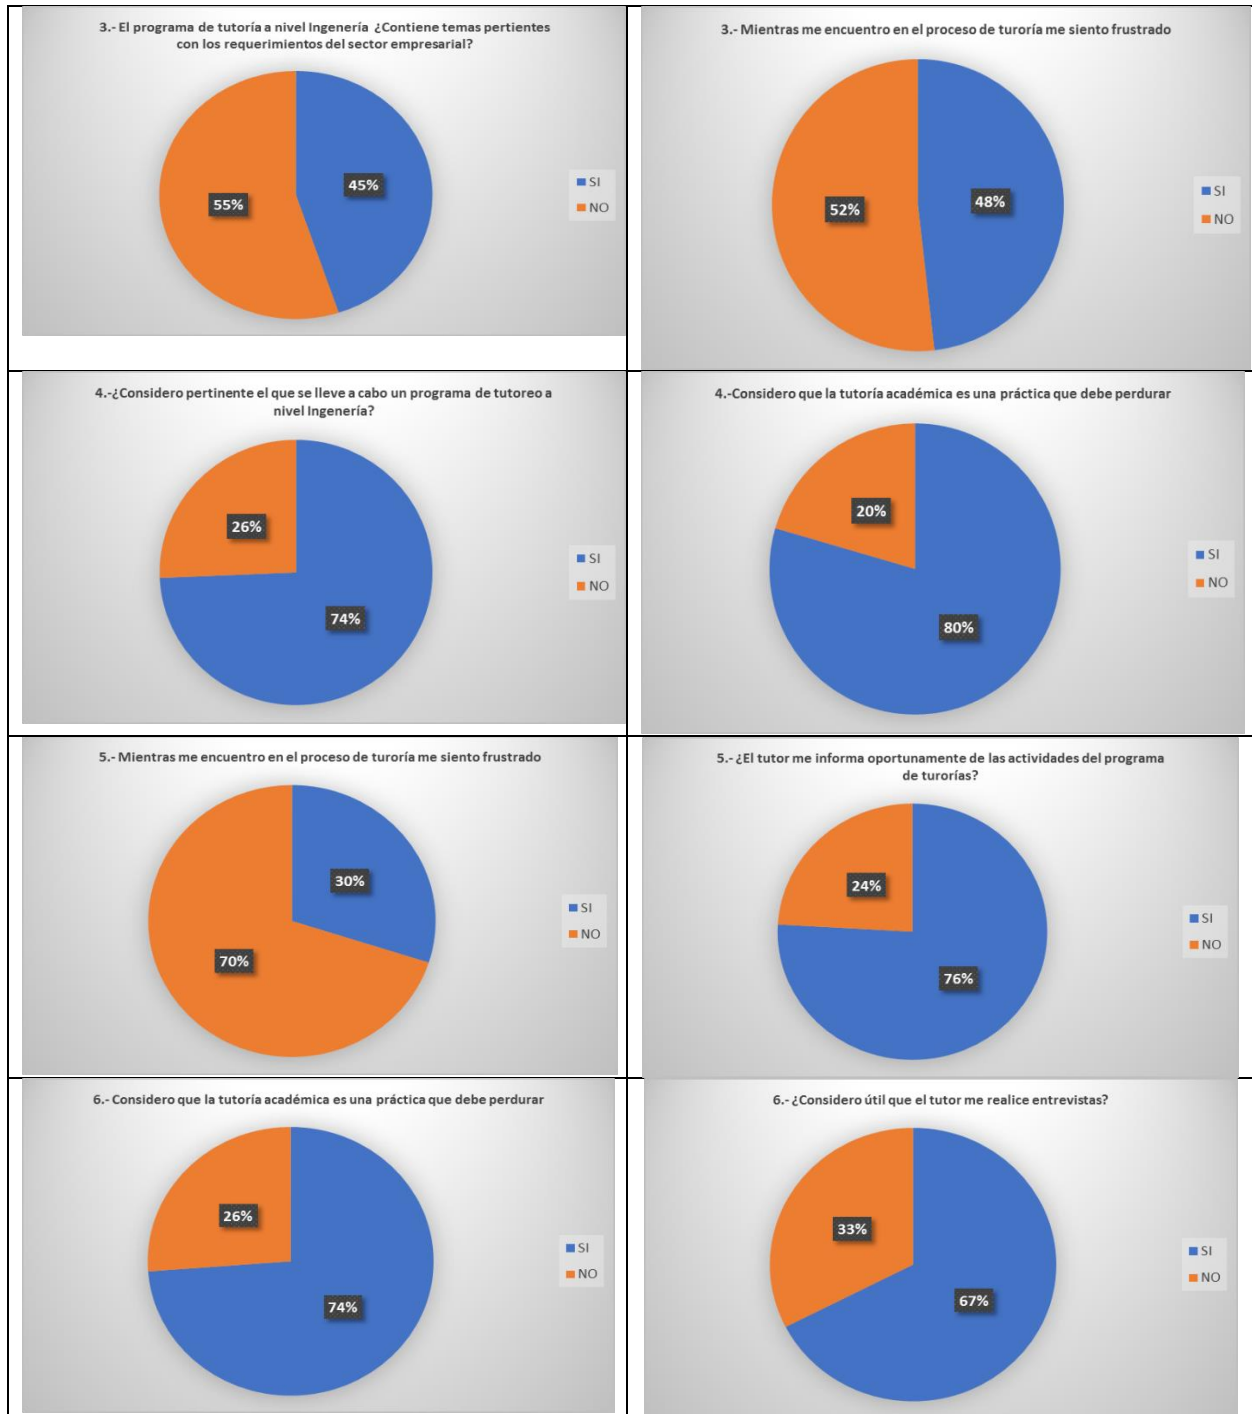 3.- El programa de tutoría a nivel Ingenería ¿Contiene temas pertientes
con los requerimientos del sector empresarial?
45%
55%
SI
NO
3.- Mientras me encuentro en el proceso de turoría me siento frustrado
48%
52%
SI
NO
4.-¿Considero pertinente el que se lleve a cabo un programa de tutoreo a
nivel Ingenería?
26%
74%
SI
NO
4.-Considero que la tutoría académica es una práctica que debe perdurar
20%
80%
SI
NO
5.- Mientras me encuentro en el proceso de turoría me siento frustrado
30%
70%
SI
NO
5.- ¿El tutor me informa oportunamente de las actividades del programa
de turorías?
24%
76%
SI
NO
6.- Considero que la tutoría académica es una práctica que debe perdurar
26%
74%
SI
NO
6.- ¿Considero útil que el tutor me realice entrevistas?
33%
67%
SI
NO